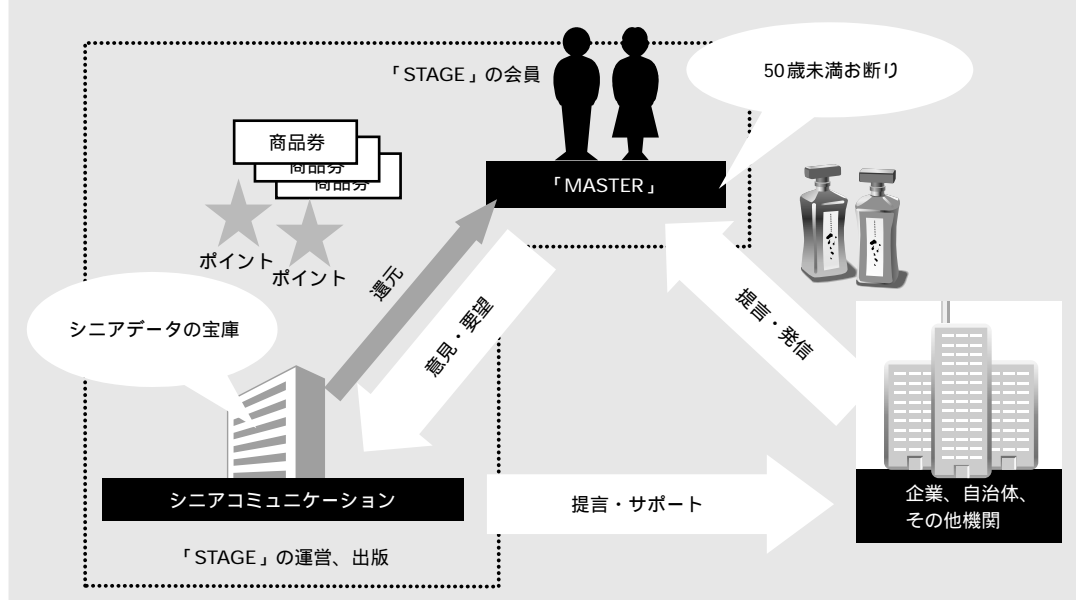 「STAGE」の会員
50歳未満お断り
商品券
商品券
商品券
「MASTER」
ポイント
ポイント
還元
意見・要望
提言・発信
シニアデータの宝庫
シニアコミュニケーション
提言・サポート
企業、自治体、
その他機関
「STAGE」の運営、出版